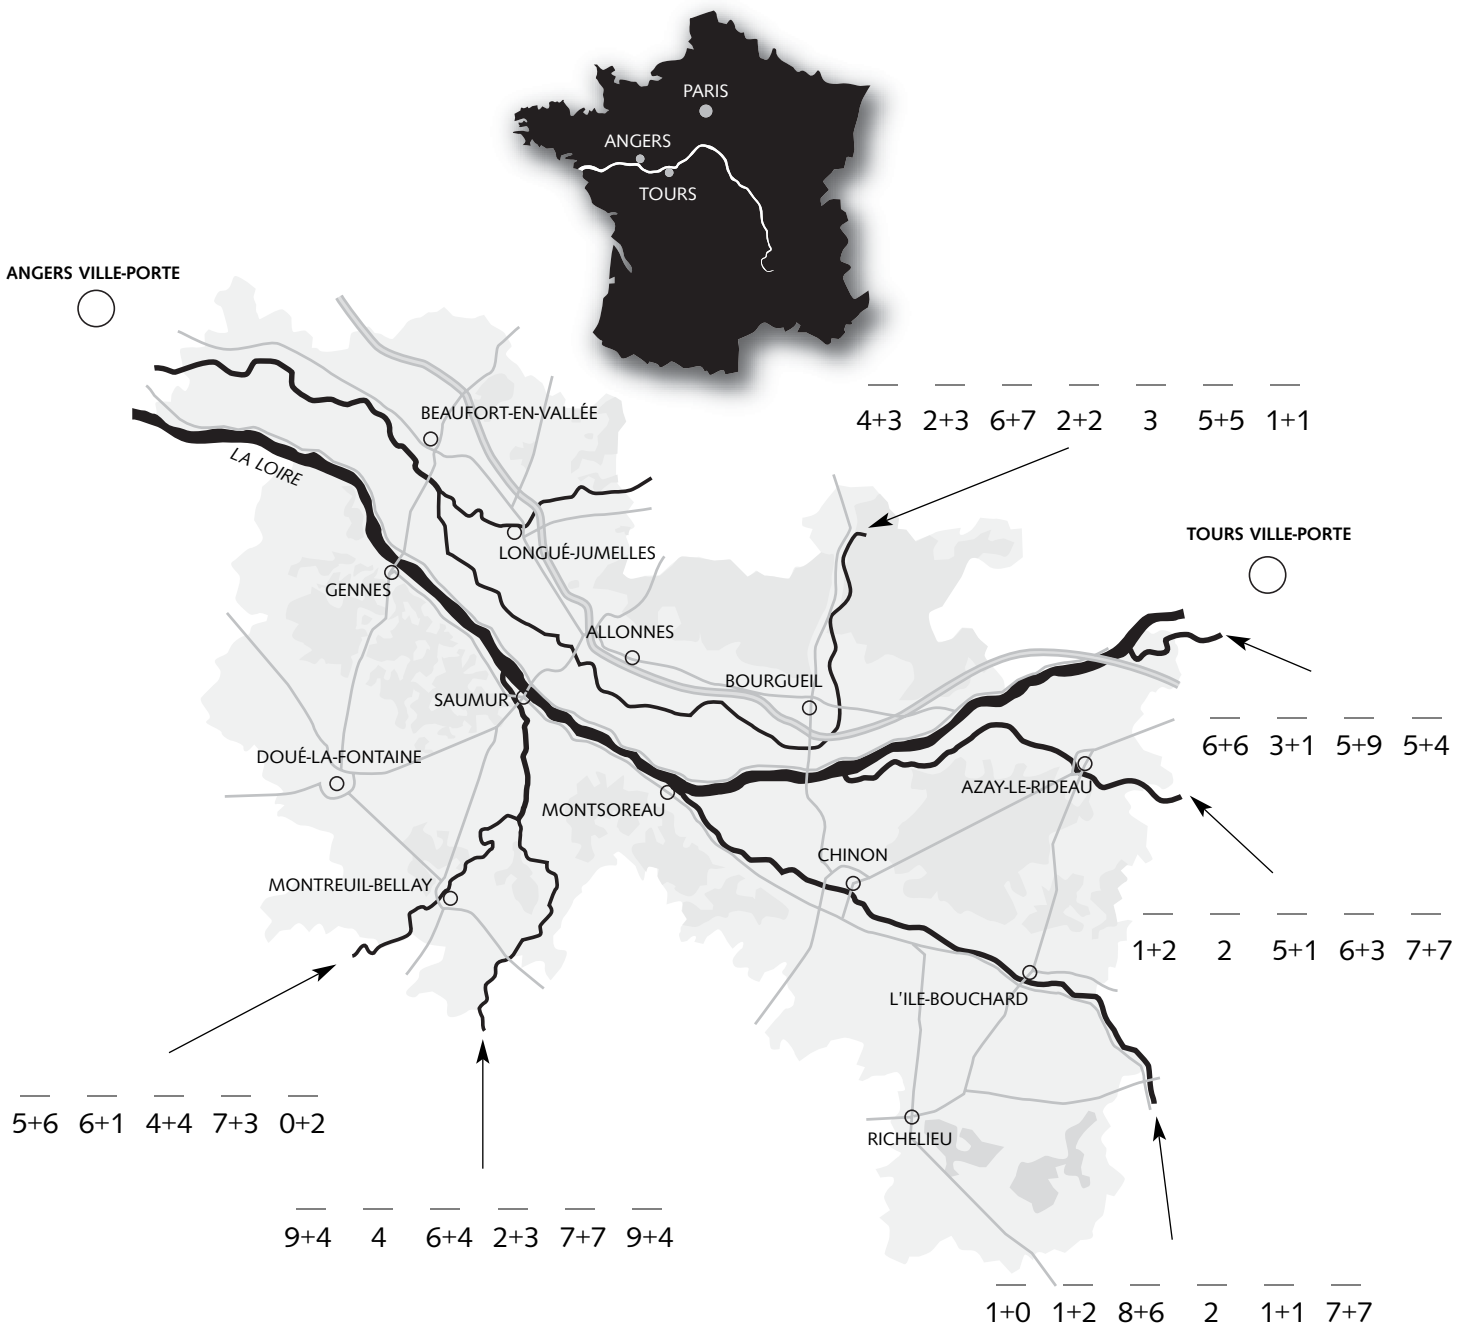 PARIS
ANGERS
TOURS
ANGERS VILLE-PORTE
BEAUFORT-EN-VALLÉE
4+3 2+3 6+7 2+2 3 5+5 1+1
LA LOIRE
TOURS VILLE-PORTE
LONGUÉ-JUMELLES
GENNES
ALLONNES
BOURGUEIL
SAUMUR
6+6 3+1 5+9 5+4
DOUÉ-LA-FONTAINE
AZAY-LE-RIDEAU
MONTSOREAU
CHINON
MONTREUIL-BELLAY
1+2 2 5+1 6+3 7+7
L'ILE-BOUCHARD
5+6 6+1 4+4 7+3 0+2
RICHELIEU
9+4 4 6+4 2+3 7+7 9+4
1+0 1+2 8+6 2 1+1 7+7